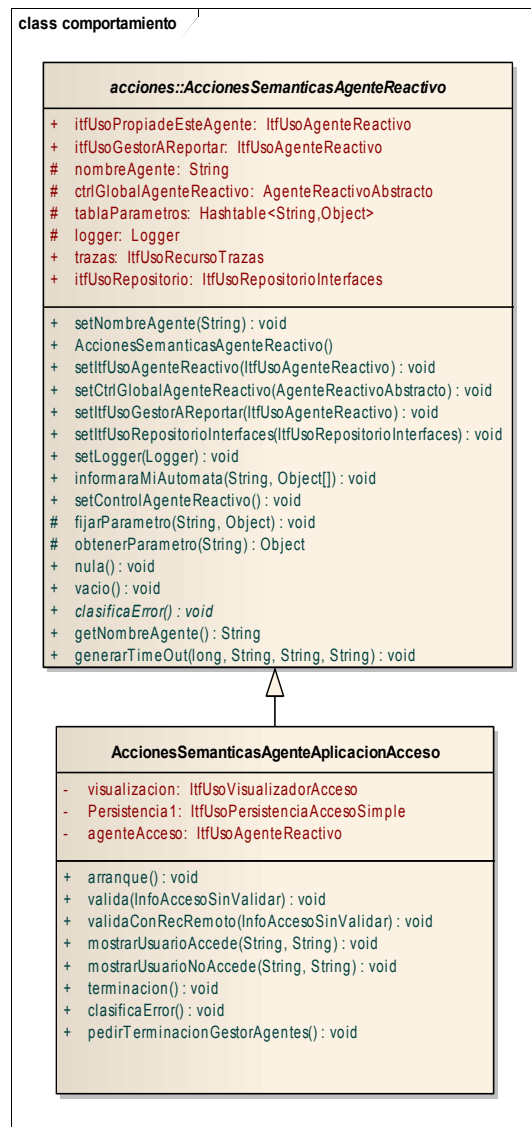 class comportamiento
acciones::AccionesSemanticasAgenteReactivo
+ itfUsoPropiadeEsteAgente: ItfUsoAgenteReactivo
+ itfUsoGestorAReportar: ItfUsoAgenteReactivo
# nombreAgente: String
# ctrlGlobalAgenteReactivo: AgenteReactivoAbstracto
# tablaParametros: Hashtable<String,Object>
# logger: Logger
+ trazas: ItfUsoRecursoTrazas
+ itfUsoRepositorio: ItfUsoRepositorioInterfaces
+ setNombreAgente(String) : void
+ AccionesSemanticasAgenteReactivo()
+ setItfUsoAgenteReactivo(ItfUsoAgenteReactivo) : void
+ setCtrlGlobalAgenteReactivo(AgenteReactivoAbstracto) : void
+ setItfUsoGestorAReportar(ItfUsoAgenteReactivo) : void
+ setItfUsoRepositorioInterfaces(ItfUsoRepositorioInterfaces) : void
+ setLogger(Logger) : void
+ informaraMiAutomata(String, Object[]) : void
+ setControlAgenteReactivo() : void
# fijarParametro(String, Object) : void
# obtenerParametro(String) : Object
+ nula() : void
+ vacio() : void
+ clasificaError() : void
+ getNombreAgente() : String
+ generarTimeOut(long, String, String, String) : void
AccionesSemanticasAgenteAplicacionAcceso
- visualizacion: ItfUsoVisualizadorAcceso
- Persistencia1: ItfUsoPersistenciaAccesoSimple
- agenteAcceso: ItfUsoAgenteReactivo
+ arranque() : void
+ valida(InfoAccesoSinValidar) : void
+ validaConRecRemoto(InfoAccesoSinValidar) : void
+ mostrarUsuarioAccede(String, String) : void
+ mostrarUsuarioNoAccede(String, String) : void
+ terminacion() : void
+ clasificaError() : void
+ pedirTerminacionGestorAgentes() : void